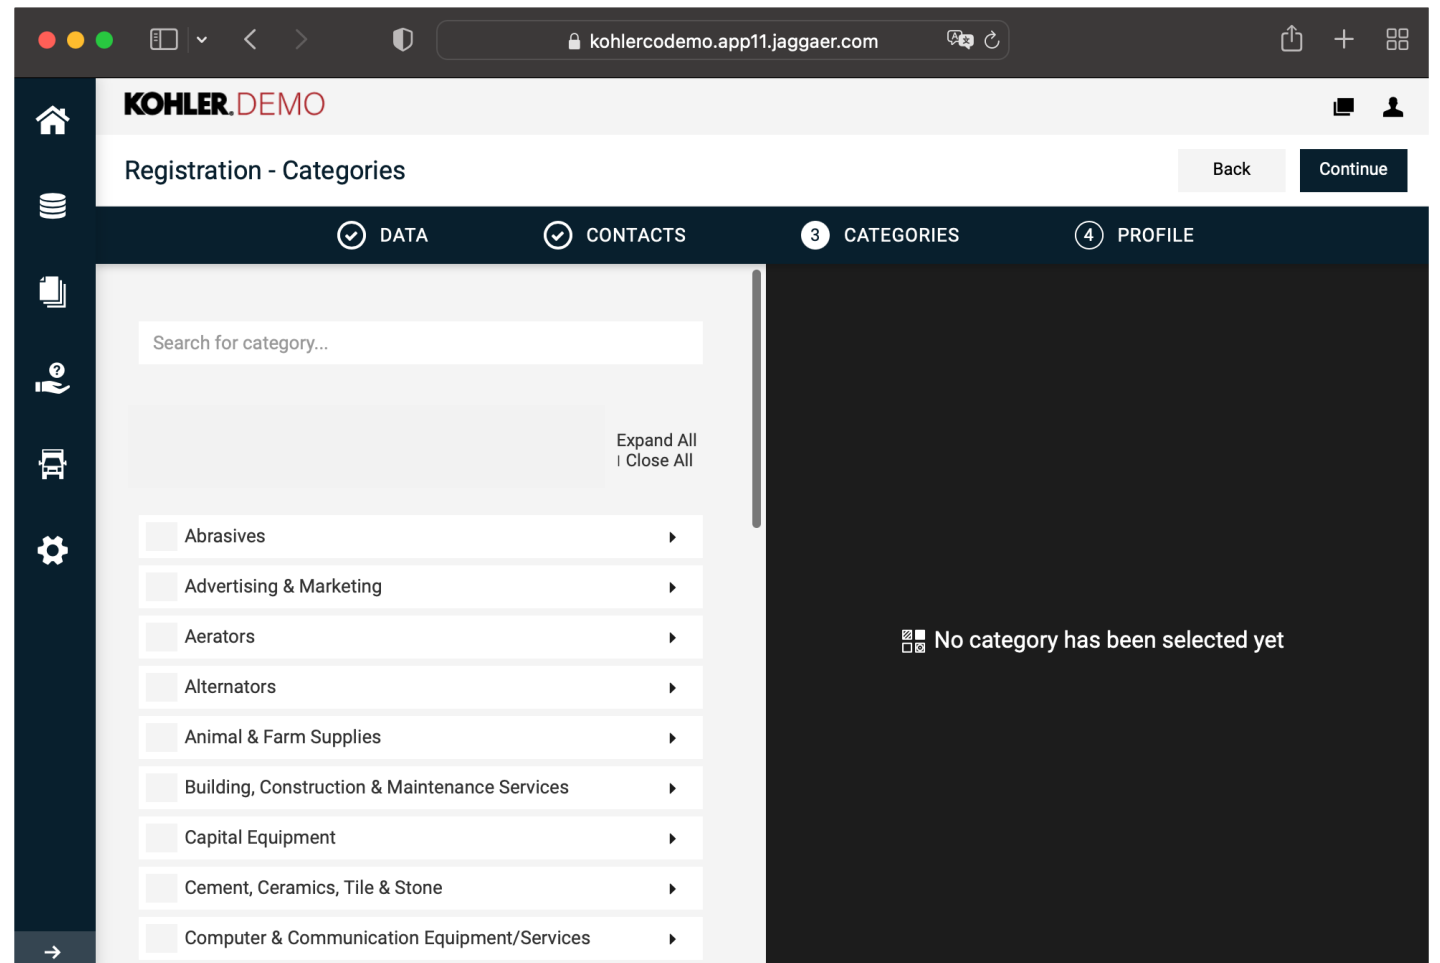 kohlercodemo.app11.jaggaer.com
KOHLER.DEMO
Registration - Categories
Back
Continue
DATA
CONTACTS
3 CATEGORIES
4 PROFILE
Search for category...
Expand All
| Close All
Abrasives
Advertising & Marketing
Aerators
Alternators
Animal & Farm Supplies
Building, Construction & Maintenance Services
Capital Equipment
Cement, Ceramics, Tile & Stone
Computer & Communication Equipment/Services
No category has been selected yet